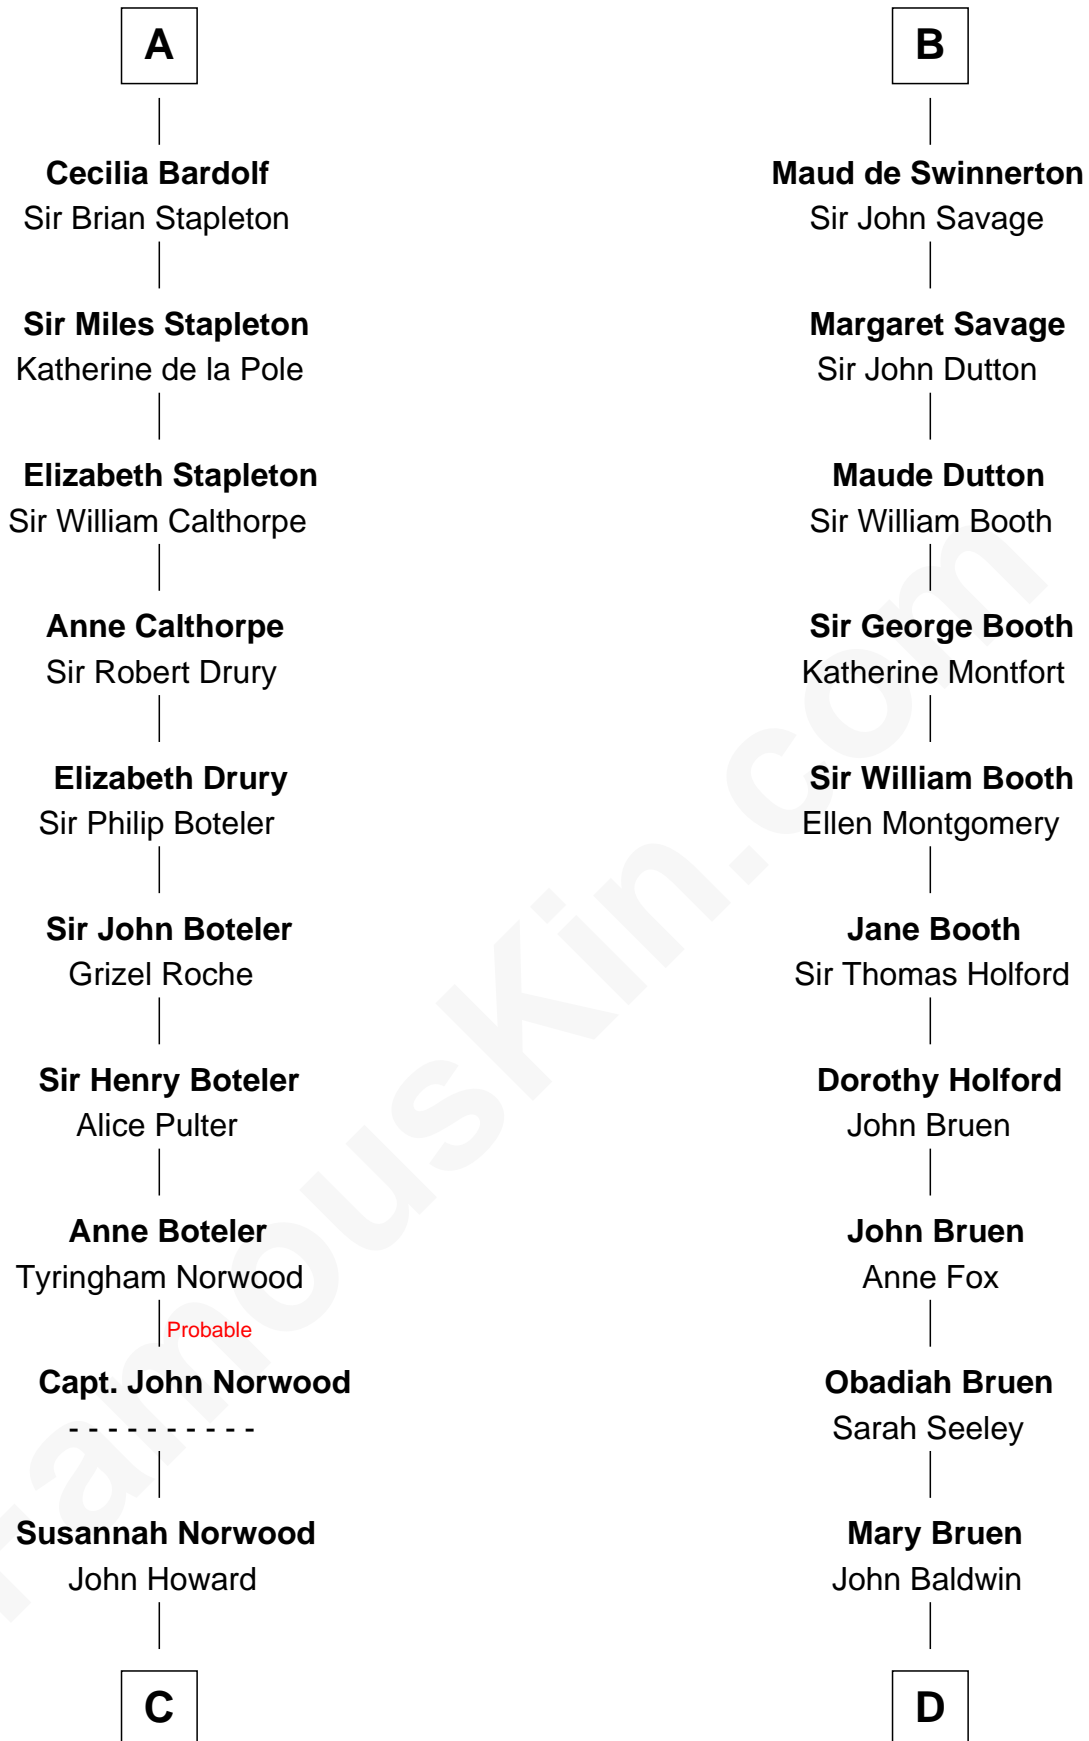 A
Cecilia Bardolf
Sir Brian Stapleton
Sir Miles Stapleton
Katherine de la Pole
Elizabeth Stapleton
Sir William Calthorpe
Anne Calthorpe
Sir Robert Drury
Elizabeth Drury
Sir Philip Boteler
Sir John Boteler
Grizel Roche
Sir Henry Boteler
Alice Pulter
Anne Boteler
Tyringham Norwood
Probable
Capt. John Norwood
- - - - - - - - - -
Susannah Norwood
John Howard
C
B
Maud de Swinnerton
Sir John Savage
Margaret Savage
Sir John Dutton
Maude Dutton
Sir William Booth
Sir George Booth
Katherine Montfort
Sir William Booth
Ellen Montgomery
Jane Booth
Sir Thomas Holford
Dorothy Holford
John Bruen
John Bruen
Anne Fox
Obadiah Bruen
Sarah Seeley
Mary Bruen
John Baldwin
D
FamousKin.com